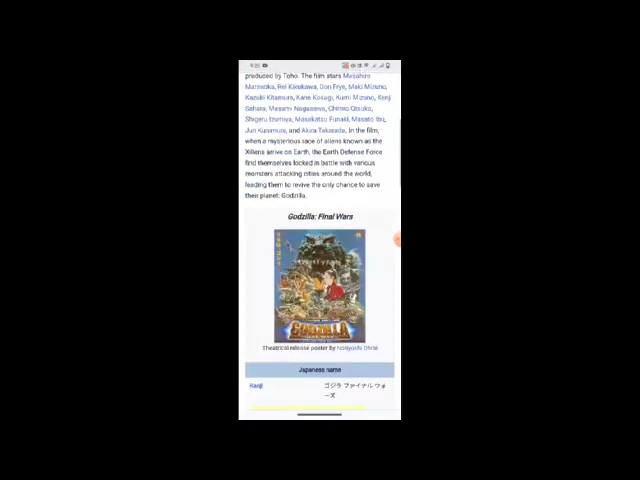 9:28
produced by Toho. The film stars Masahiro
Matsuoka, Rei Kikukawa, Don Frye, Maki Mizuno,
Kazuki Kitamura, Kane Kosugi, Kumi Mizuno, Kenji
Sahara, Masami Nagasawa, Chihiro Otsuka,
Shigeru Izumiya, Masakatsu Funaki, Masato Ibu,
Jun Kunimura, and Akira Takarada. In the film,
when a mysterious race of aliens known as the
Xiliens arrive on Earth, the Earth Defense Force
find themselves locked in battle with various
monsters attacking cities around the world,
leading them to revive the only chance to save
their planet: Godzilla.
Godzilla: Final Wars
GODZILLA
Theatrical release poster by Noriyoshi Ohrai
Japanese name
Kanji ゴジラ ファイナル ウォ
ーズ